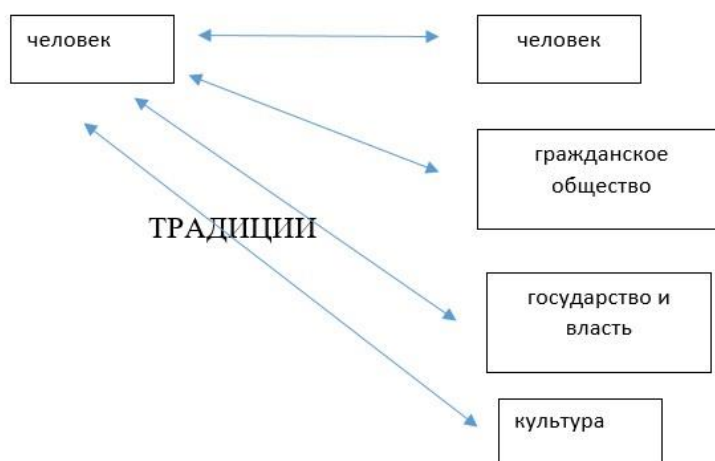 человек
человек
гражданское
общество
ТРАДИЦИИ
государство и
власть
культура